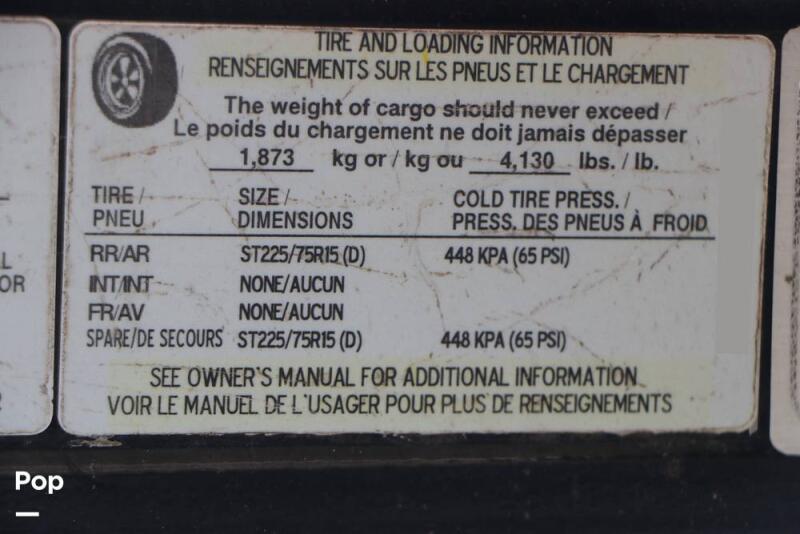 TIRE AND LOADING INFORMATION
RENSEIGNEMENTS SUR LES PNEUS ET LE CHARGEMENT
The weight of cargo should never exceed /
Le poids du chargement ne doit jamais dépasser
1,873 kg or / kg ou 4,130 lbs. / lb.
TIRE / SIZE / COLD TIRE PRESS. /
PNEU DIMENSIONS PRESS. DES PNEUS À FROID
RR/AR ST225/75R15 (D) 448 KPA (65 PSI)
INT/INT NONE/AUCUN
FR/AV NONE/AUCUN
SPARE/DE SECOURS ST225/75R15 (D) 448 KPA (65 PSI)
SEE OWNER'S MANUAL FOR ADDITIONAL INFORMATION
VOIR LE MANUEL DE L'USAGER POUR PLUS DE RENSEIGNEMENTS
L
OR
Pop